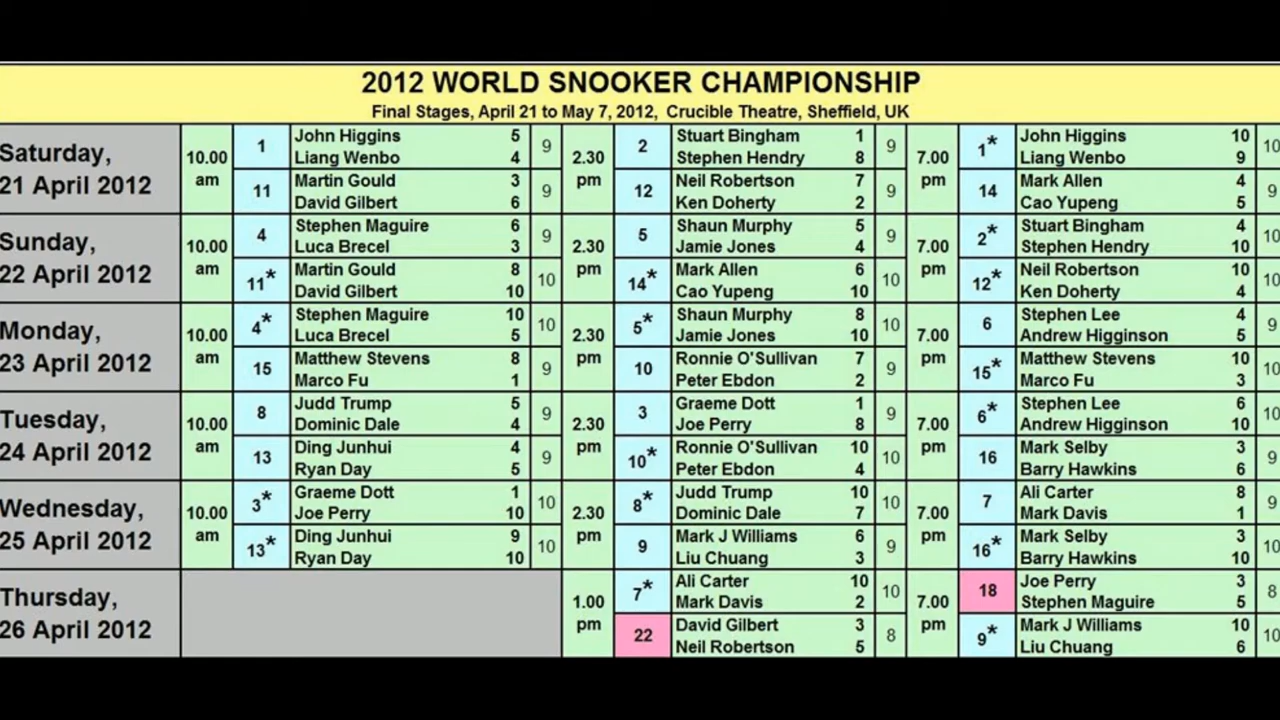 2012 WORLD SNOOKER CHAMPIONSHIP
Final Stages, April 21 to May 7, 2012, Crucible Theatre, Sheffield, UK
Saturday,
21 April 2012
10.00
am
1
John Higgins 5
Liang Wenbo 4
9
11
Martin Gould 3
David Gilbert 6
9
2.30
pm
2
Stuart Bingham 1
Stephen Hendry 8
9
12
Neil Robertson 7
Ken Doherty 2
9
7.00
pm
1*
John Higgins 10
Liang Wenbo 9
10
14
Mark Allen 4
Cao Yupeng 5
9
Sunday,
22 April 2012
10.00
am
4
Stephen Maguire 6
Luca Brecel 3
9
11*
Martin Gould 8
David Gilbert 10
10
2.30
pm
5
Shaun Murphy 5
Jamie Jones 4
9
14*
Mark Allen 6
Cao Yupeng 10
10
7.00
pm
2*
Stuart Bingham 4
Stephen Hendry 10
10
12*
Neil Robertson 10
Ken Doherty 4
10
Monday,
23 April 2012
10.00
am
4*
Stephen Maguire 10
Luca Brecel 5
10
15
Matthew Stevens 8
Marco Fu 1
9
2.30
pm
5*
Shaun Murphy 8
Jamie Jones 10
10
10
Ronnie O'Sullivan 7
Peter Ebdon 2
9
7.00
pm
6
Stephen Lee 4
Andrew Higginson 5
9
15*
Matthew Stevens 10
Marco Fu 3
10
Tuesday,
24 April 2012
10.00
am
8
Judd Trump 5
Dominic Dale 4
9
13
Ding Junhui 4
Ryan Day 5
9
2.30
pm
3
Graeme Dott 1
Joe Perry 8
9
10*
Ronnie O'Sullivan 10
Peter Ebdon 4
10
7.00
pm
6*
Stephen Lee 6
Andrew Higginson 10
10
16
Mark Selby 3
Barry Hawkins 6
9
Wednesday,
25 April 2012
10.00
am
3*
Graeme Dott 1
Joe Perry 10
10
13*
Ding Junhui 9
Ryan Day 10
10
2.30
pm
8*
Judd Trump 10
Dominic Dale 7
10
9
Mark J Williams 6
Liu Chuang 3
9
7.00
pm
7
Ali Carter 8
Mark Davis 1
9
16*
Mark Selby 8
Barry Hawkins 10
10
Thursday,
26 April 2012
1.00
pm
7*
Ali Carter 10
Mark Davis 2
10
22
David Gilbert 3
Neil Robertson 5
8
7.00
pm
18
Joe Perry 3
Stephen Maguire 5
8
9*
Mark J Williams 10
Liu Chuang 6
10